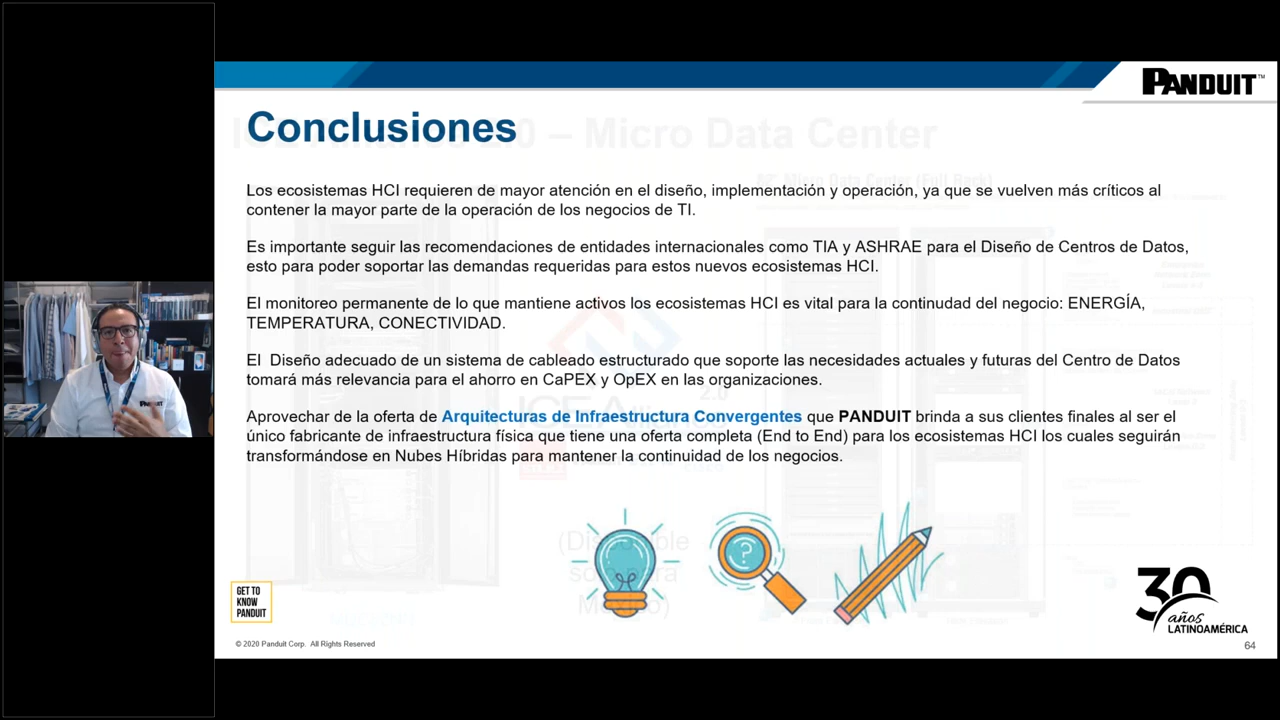 PANDUIT™
Conclusiones
– Micro Data Center
Los ecosistemas HCI requieren de mayor atención en el diseño, implementación y operación, ya que se vuelven más críticos al
contener la mayor parte de la operación de los negocios de TI.
Es importante seguir las recomendaciones de entidades internacionales como TIA y ASHRAE para el Diseño de Centros de Datos,
esto para poder soportar las demandas requeridas para estos nuevos ecosistemas HCI.
El monitoreo permanente de lo que mantiene activos los ecosistemas HCI es vital para la continudad del negocio: ENERGÍA,
TEMPERATURA, CONECTIVIDAD.
El Diseño adecuado de un sistema de cableado estructurado que soporte las necesidades actuales y futuras del Centro de Datos
tomará más relevancia para el ahorro en CaPEX y OpEX en las organizaciones.
Aprovechar de la oferta de Arquitecturas de Infraestructura Convergentes que PANDUIT brinda a sus clientes finales al ser el
único fabricante de infraestructura física que tiene una oferta completa (End to End) para los ecosistemas HCI los cuales seguirán
transformándose en Nubes Híbridas para mantener la continuidad de los negocios.
GET TO
KNOW
PANDUIT
30
años
LATINOAMÉRICA
© 2020 Panduit Corp. All Rights Reserved
64